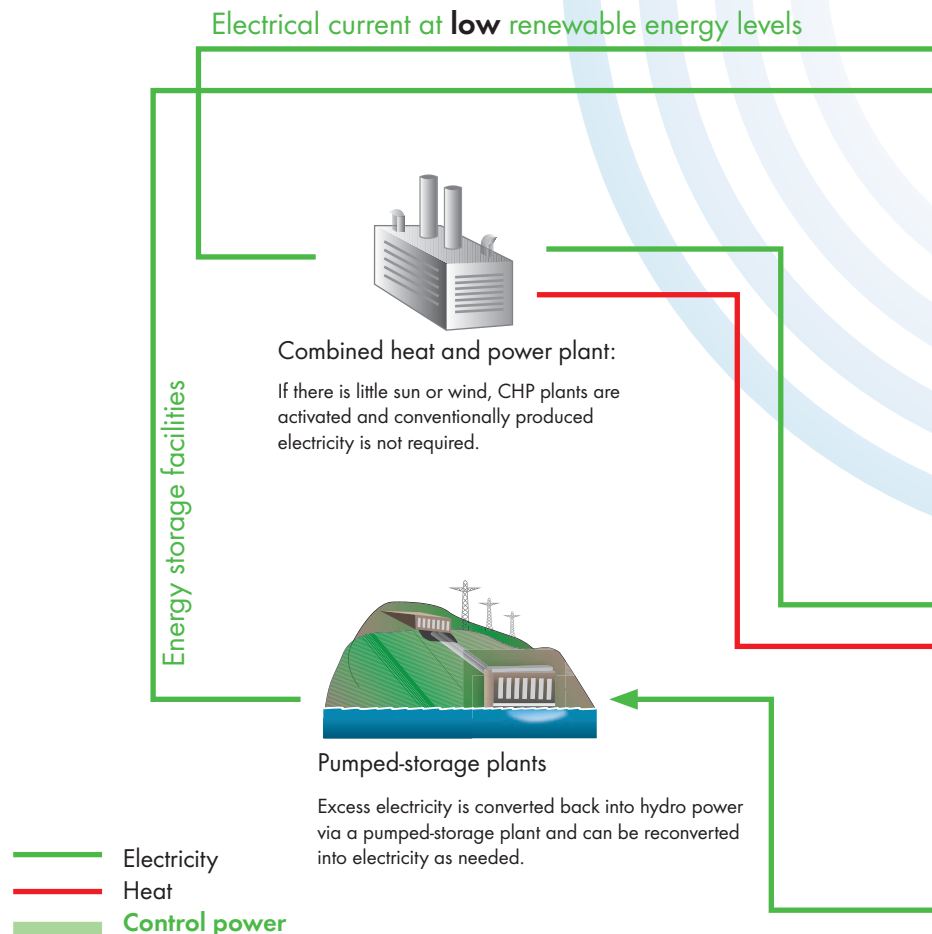 Electrical current at low renewable energy levels
Combined heat and power plant:
If there is little sun or wind, CHP plants are
activated and conventionally produced
electricity is not required.
Energy storage facilities
Pumped-storage plants
Excess electricity is converted back into hydro power
via a pumped-storage plant and can be reconverted
into electricity as needed.
Electricity
Heat
Control power